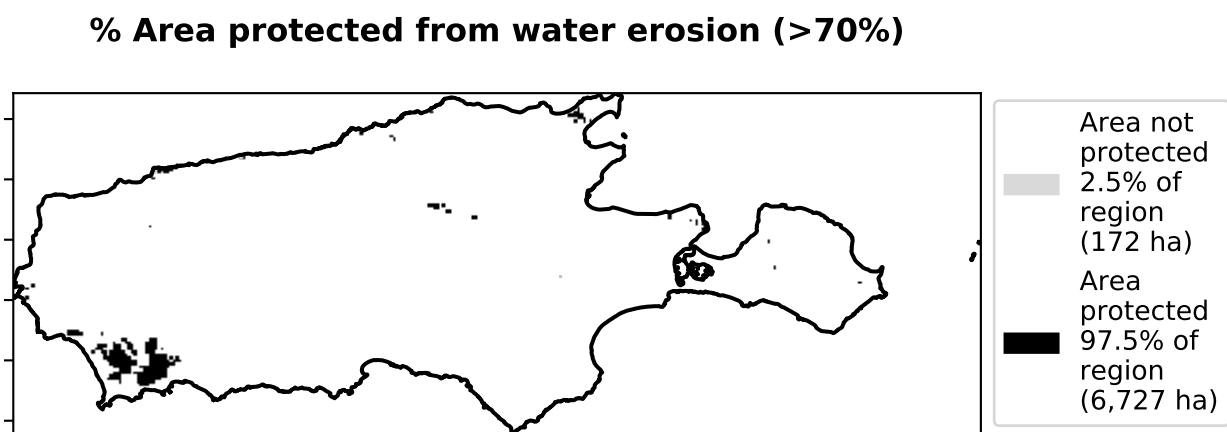 % Area protected from water erosion (>70%)
Area not
protected
2.5% of
region
(172 ha)
Area
protected
97.5% of
region
(6,727 ha)